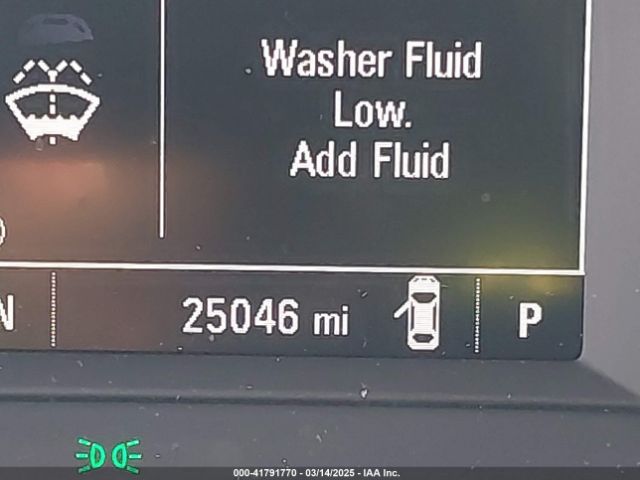 Washer Fluid
Low.
Add Fluid
N
25046 mi
P
000-41791770 - 03/14/2025 - IAA Inc.